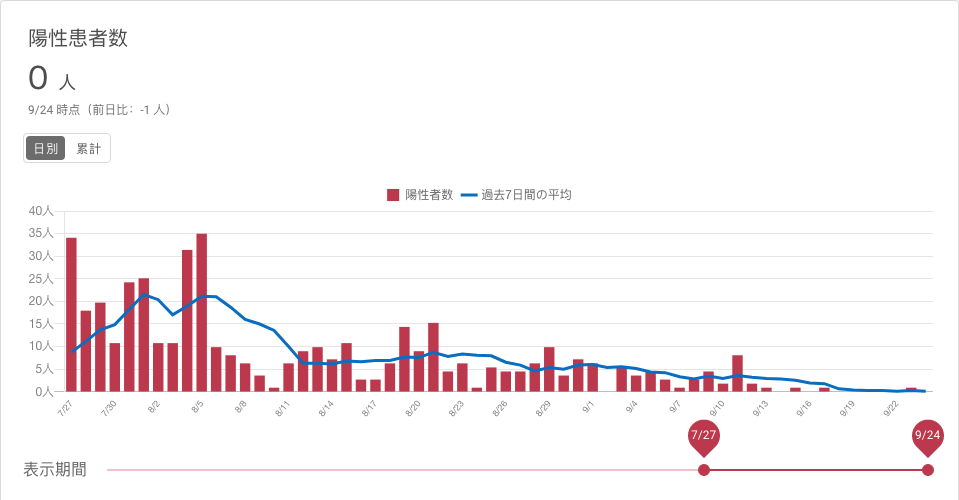 陽性患者数
0 人
9/24 時点（前日比：-1 人）
日別 累計
陽性者数 過去7日間の平均
40人
35人
30人
25人
20人
15人
10人
5人
0人
7/27 7/30 8/2 8/5 8/8 8/11 8/14 8/17 8/20 8/23 8/26 8/29 9/1 9/4 9/7 9/10 9/13 9/16 9/19 9/22
7/27 9/24
表示期間